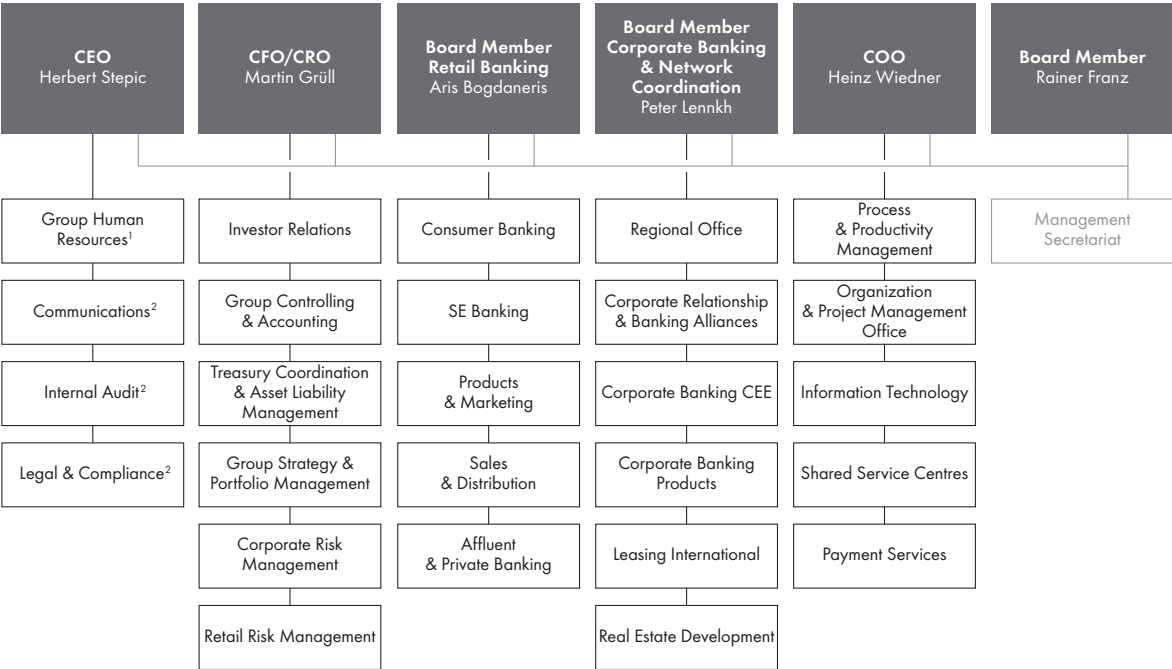 CEO
Herbert Stepic
CFO/CRO
Martin Grüll
Board Member
Retail Banking
Aris Bogdaneris
Board Member
Corporate Banking
& Network
Coordination
Peter Lennkh
COO
Heinz Wiedner
Board Member
Rainer Franz
Group Human
Resources¹
Communications²
Internal Audit²
Legal & Compliance²
Investor Relations
Group Controlling
& Accounting
Treasury Coordination
& Asset Liability
Management
Group Strategy &
Portfolio Management
Corporate Risk
Management
Retail Risk Management
Consumer Banking
SE Banking
Products
& Marketing
Sales
& Distribution
Affluent
& Private Banking
Regional Office
Corporate Relationship
& Banking Alliances
Corporate Banking CEE
Corporate Banking
Products
Leasing International
Real Estate Development
Process
& Productivity
Management
Organization
& Project Management
Office
Information Technology
Shared Service Centres
Payment Services
Management
Secretariat